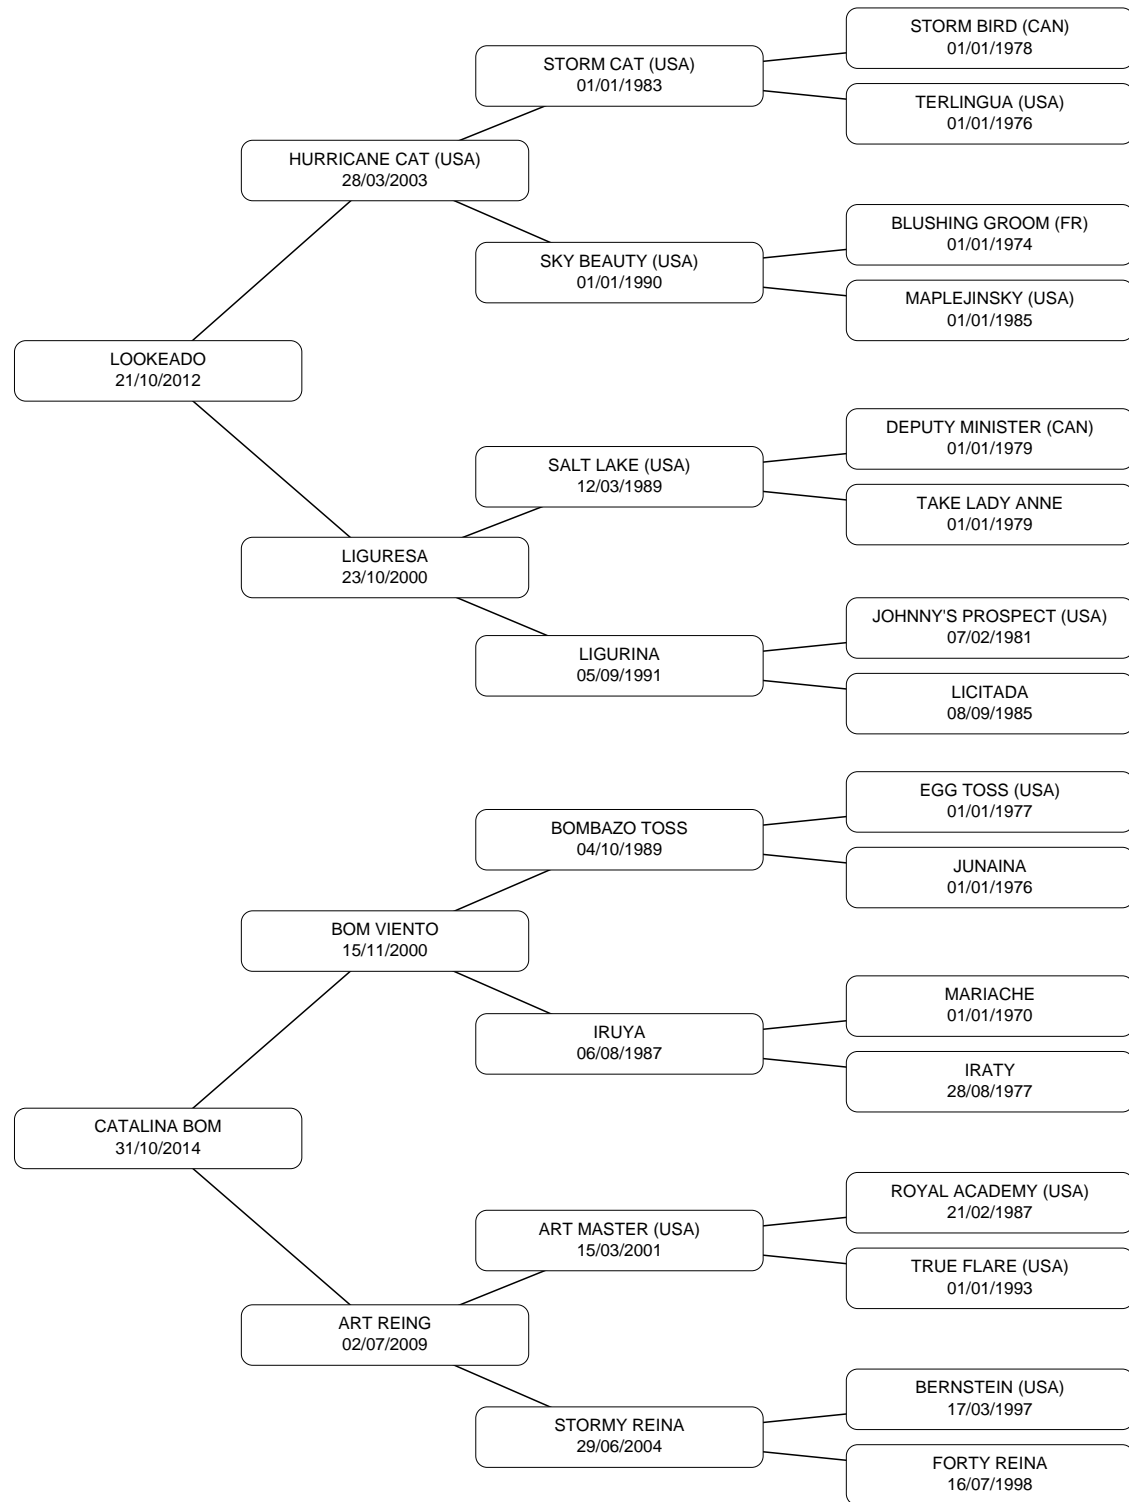 STORM BIRD (CAN)
01/01/1978
STORM CAT (USA)
01/01/1983
TERLINGUA (USA)
01/01/1976
HURRICANE CAT (USA)
28/03/2003
BLUSHING GROOM (FR)
01/01/1974
SKY BEAUTY (USA)
01/01/1990
MAPLEJINSKY (USA)
01/01/1985
LOOKEADO
21/10/2012
DEPUTY MINISTER (CAN)
01/01/1979
SALT LAKE (USA)
12/03/1989
TAKE LADY ANNE
01/01/1979
LIGURESA
23/10/2000
JOHNNY'S PROSPECT (USA)
07/02/1981
LIGURINA
05/09/1991
LICITADA
08/09/1985
EGG TOSS (USA)
01/01/1977
BOMBAZO TOSS
04/10/1989
JUNAINA
01/01/1976
BOM VIENTO
15/11/2000
MARIACHE
01/01/1970
IRUYA
06/08/1987
IRATY
28/08/1977
CATALINA BOM
31/10/2014
ROYAL ACADEMY (USA)
21/02/1987
ART MASTER (USA)
15/03/2001
TRUE FLARE (USA)
01/01/1993
ART REING
02/07/2009
BERNSTEIN (USA)
17/03/1997
STORMY REINA
29/06/2004
FORTY REINA
16/07/1998